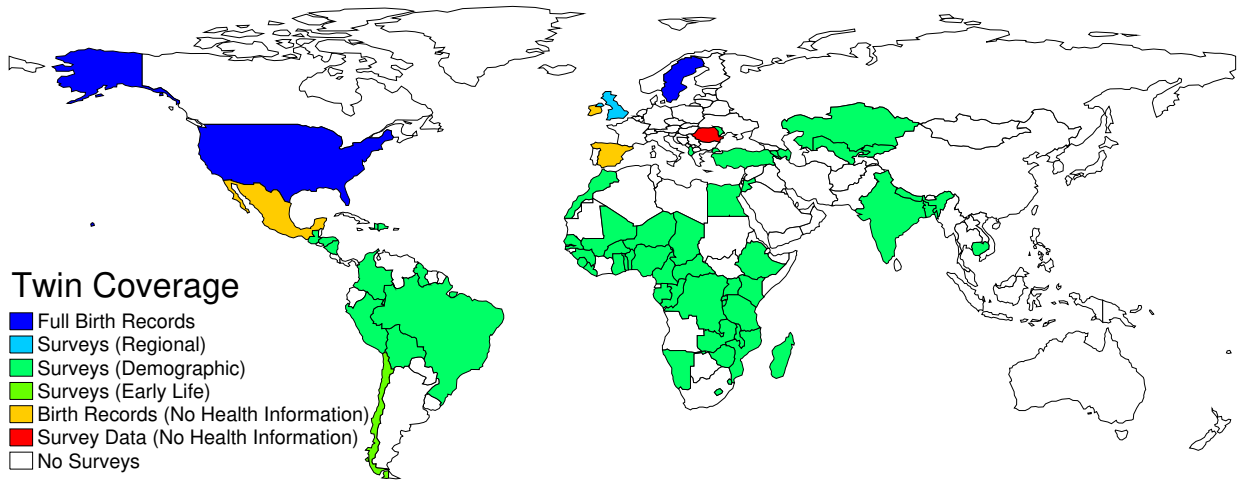 Twin Coverage
Full Birth Records
Surveys (Regional)
Surveys (Demographic)
Surveys (Early Life)
Birth Records (No Health Information)
Survey Data (No Health Information)
No Surveys